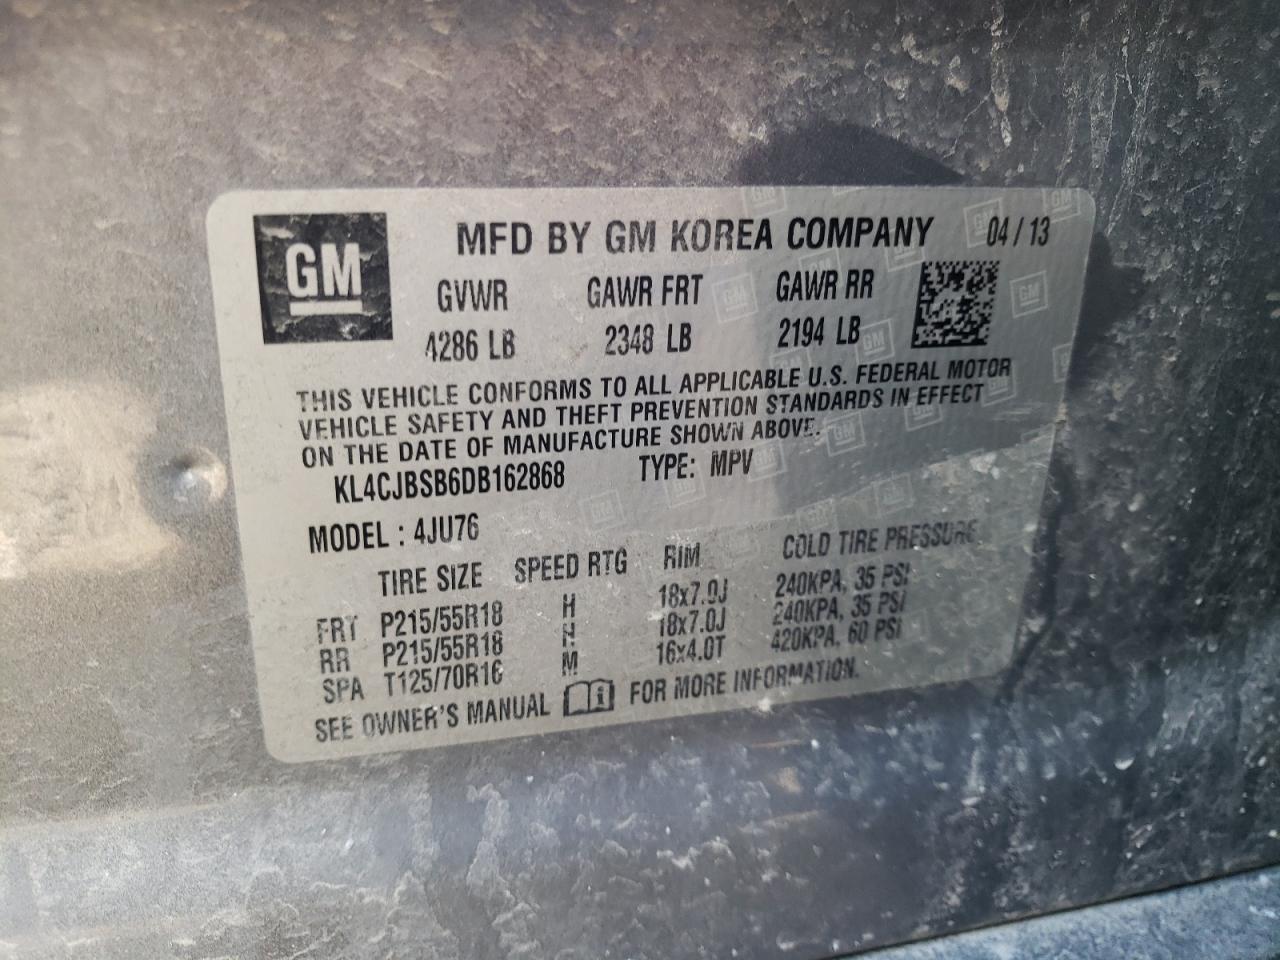 GM
MFD BY GM KOREA COMPANY 04 / 13
GVWR GAWR FRT GAWR RR
4286 LB 2348 LB 2194 LB
THIS VEHICLE CONFORMS TO ALL APPLICABLE U.S. FEDERAL MOTOR
VEHICLE SAFETY AND THEFT PREVENTION STANDARDS IN EFFECT
ON THE DATE OF MANUFACTURE SHOWN ABOVE.
KL4CJBSB6DB162868 TYPE: MPV
MODEL : 4JU76
TIRE SIZE SPEED RTG RIM COLD TIRE PRESSURE
FRT P215/55R18 H 18x7.0J 240KPA, 35 PSI
RR P215/55R18 H 18x7.0J 240KPA, 35 PSI
SPA T125/70R16 M 16x4.0T 420KPA, 60 PSI
SEE OWNER'S MANUAL FOR MORE INFORMATION.